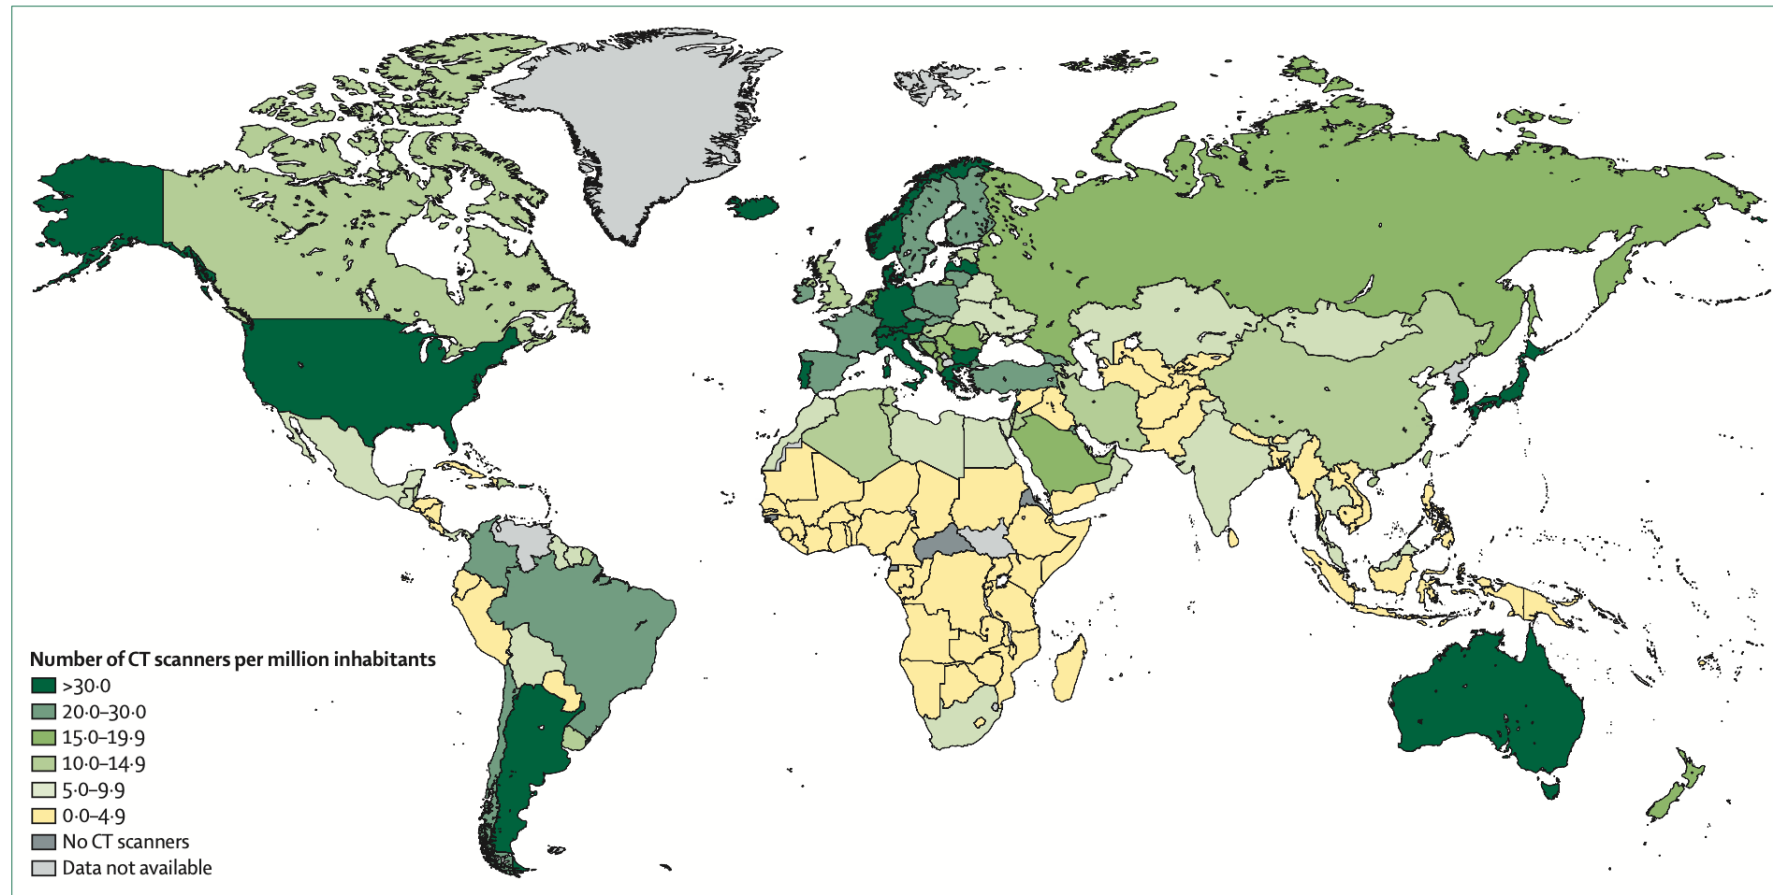 Number of CT scanners per million inhabitants
>30·0
20·0–30·0
15·0–19·9
10·0–14·9
5·0–9·9
0·0–4·9
No CT scanners
Data not available